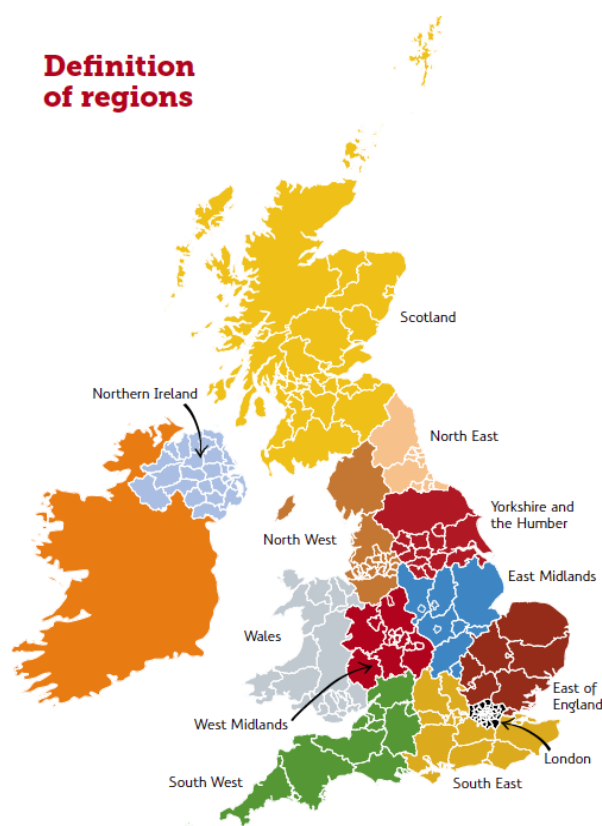 Definition
of regions
Scotland
Northern Ireland
North East
Yorkshire and
the Humber
North West
East Midlands
Wales
East of
England
West Midlands
London
South West
South East